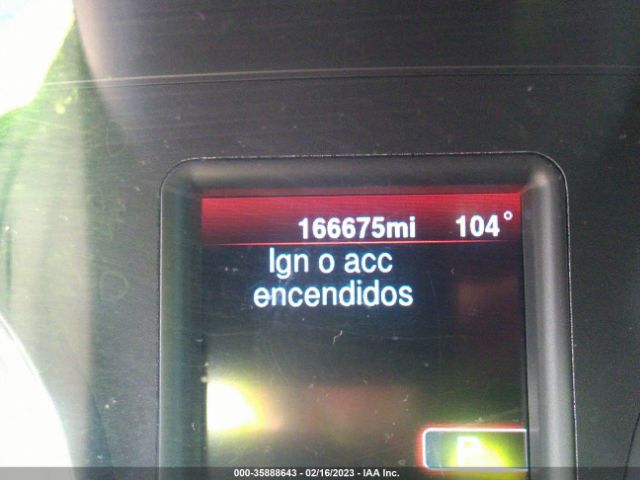 166675mi 104°
Ign o acc
encendidos
P
000-35888643 - 02/16/2023 - IAA Inc.